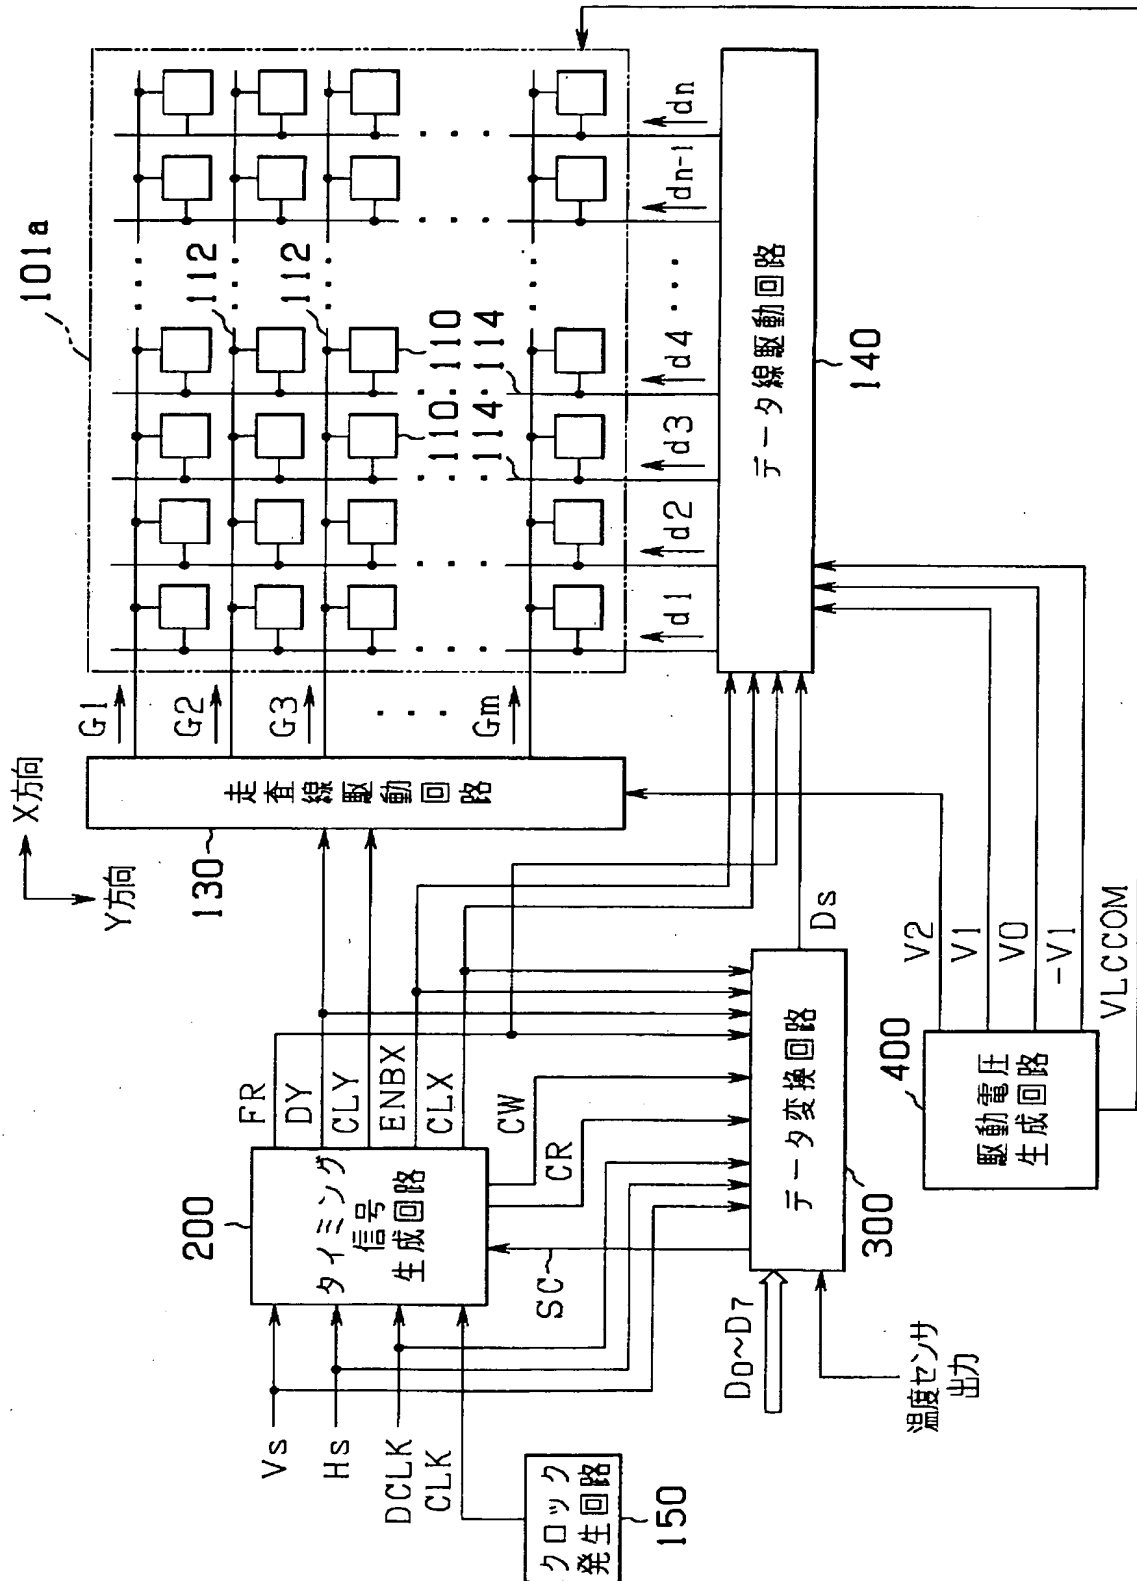 X方向
Y方向
101a
G1
G2
G3
...
Gm
走査線駆動回路
130
112
112
110
110
114
114
d1
d2
d3
d4
...
dn-1
dn
データ線駆動回路
140
FR
DY
CLY
ENBX
CLX
CW
CR
200
タイミング
信号
生成回路
SC
Vs
Hs
DCLK
CLK
クロック
発生回路
150
D0~D7
温度センサ
出力
データ変換回路
300
Ds
400
駆動電圧
生成回路
V2
V1
V0
-V1
VLCCOM